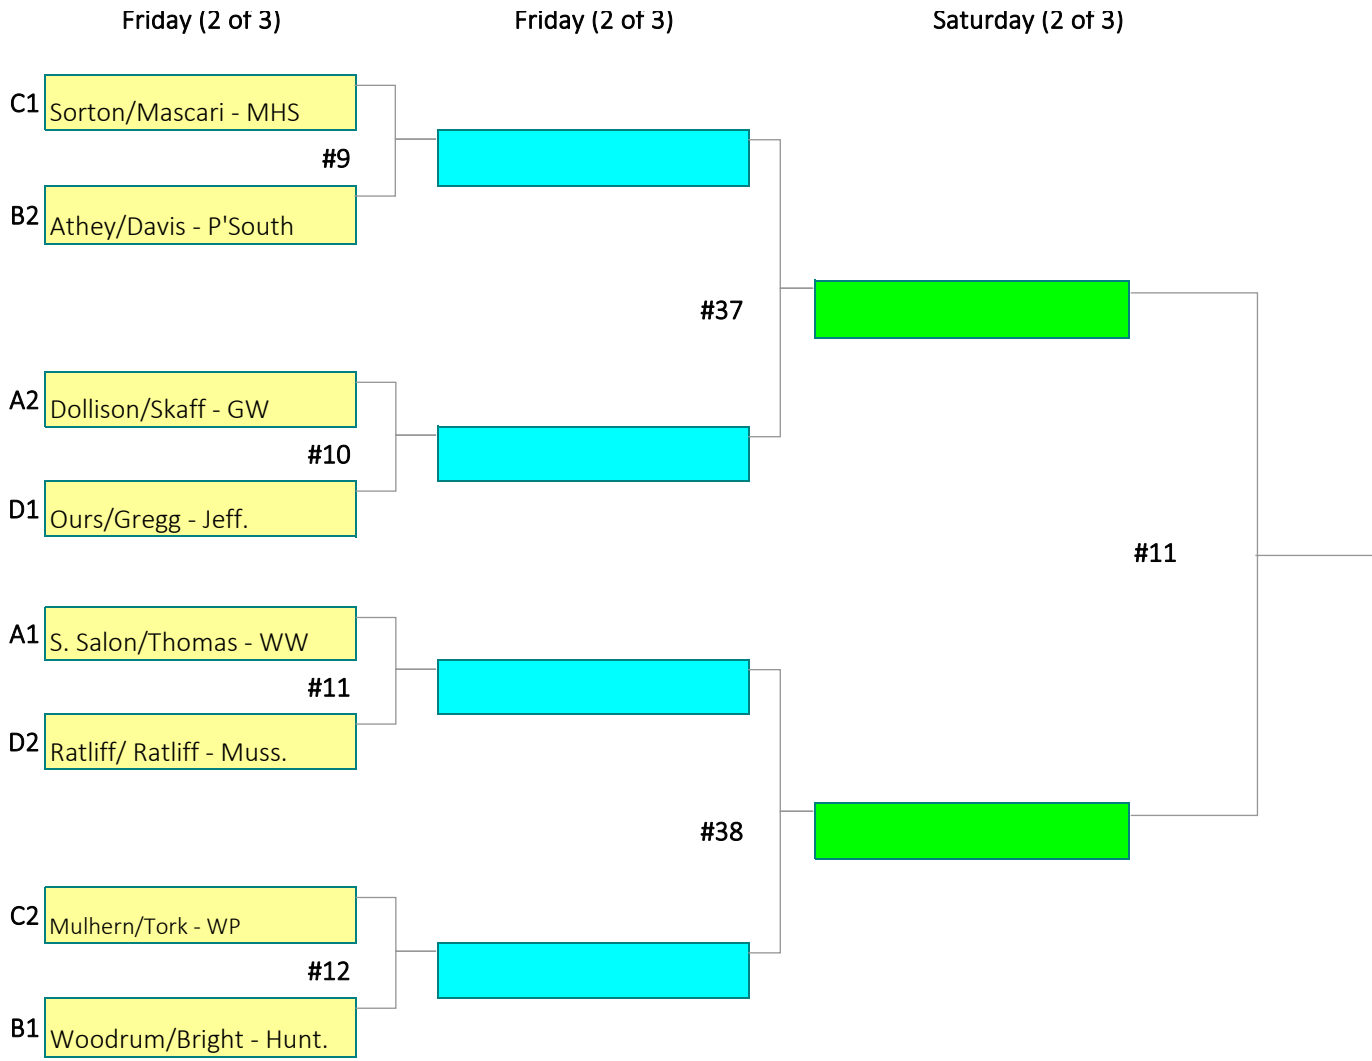 Friday (2 of 3) Friday (2 of 3) Saturday (2 of 3)
C1 Sorton/Mascari - MHS
#9
B2 Athey/Davis - P'South
#37
A2 Dollison/Skaff - GW
#10
D1 Ours/Gregg - Jeff.
#11
A1 S. Salon/Thomas - WW
#11
D2 Ratliff/ Ratliff - Muss.
#38
C2 Mulhern/Tork - WP
#12
B1 Woodrum/Bright - Hunt.